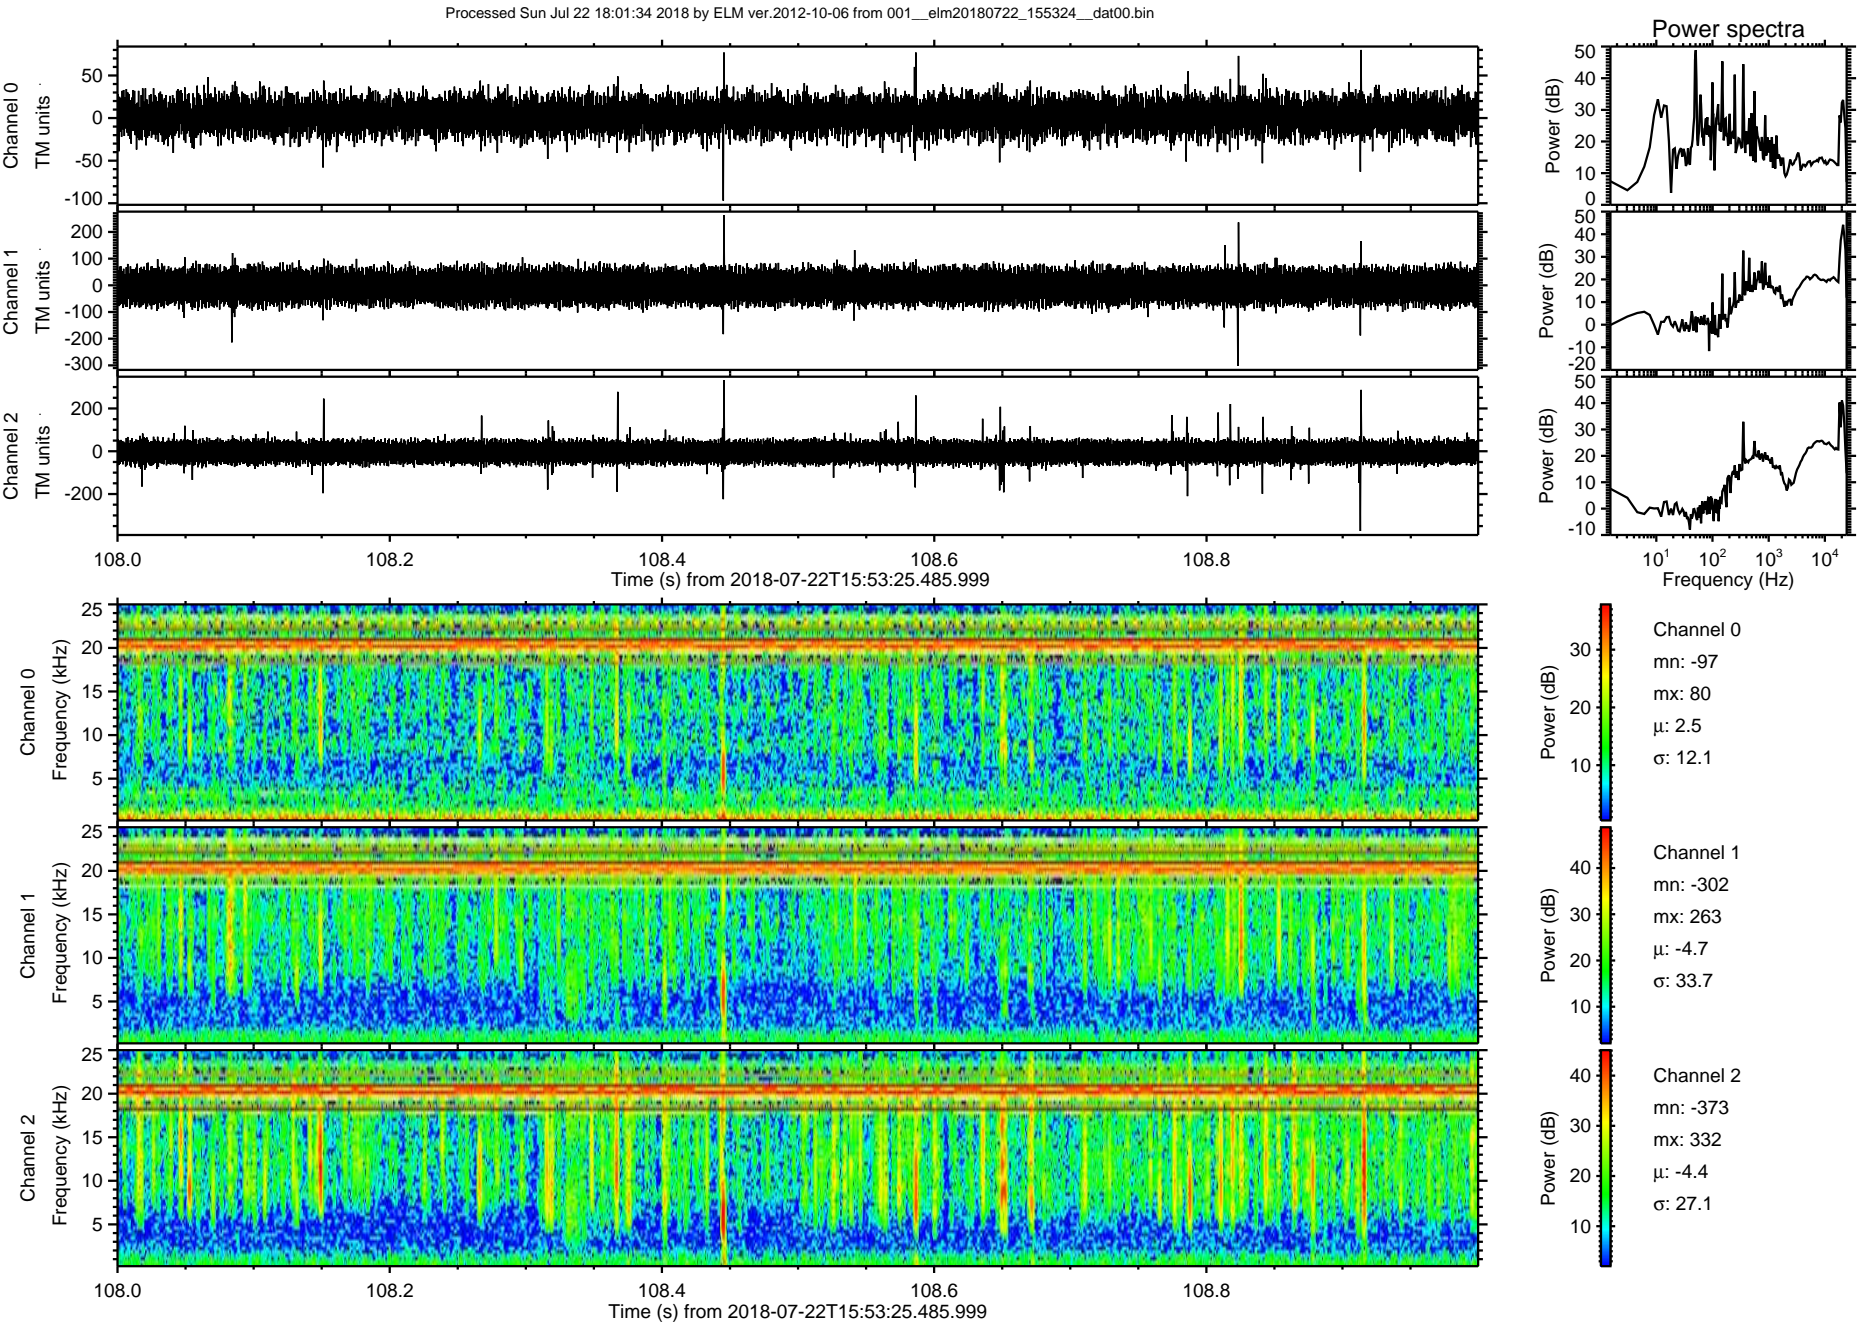 Processed Sun Jul 22 18:01:34 2018 by ELM ver.2012-10-06 from 001__elm20180722_155324__dat00.bin
Power spectra
Channel 0
TM units
50
0
-50
-100
Power (dB)
50
40
30
20
10
0
Channel 1
TM units
200
100
0
-100
-200
-300
Power (dB)
50
40
30
20
10
0
-10
-20
Channel 2
TM units
200
0
-200
Power (dB)
50
40
30
20
10
0
-10
108.0 108.2 108.4 108.6 108.8
Time (s) from 2018-07-22T15:53:25.485.999
10¹ 10² 10³ 10⁴
Frequency (Hz)
Channel 0
Frequency (kHz)
25
20
15
10
5
Power (dB)
30
20
10
Channel 0
mn: -97
mx: 80
μ: 2.5
σ: 12.1
Channel 1
Frequency (kHz)
25
20
15
10
5
Power (dB)
40
30
20
10
Channel 1
mn: -302
mx: 263
μ: -4.7
σ: 33.7
Channel 2
Frequency (kHz)
25
20
15
10
5
Power (dB)
40
30
20
10
Channel 2
mn: -373
mx: 332
μ: -4.4
σ: 27.1
108.0 108.2 108.4 108.6 108.8
Time (s) from 2018-07-22T15:53:25.485.999